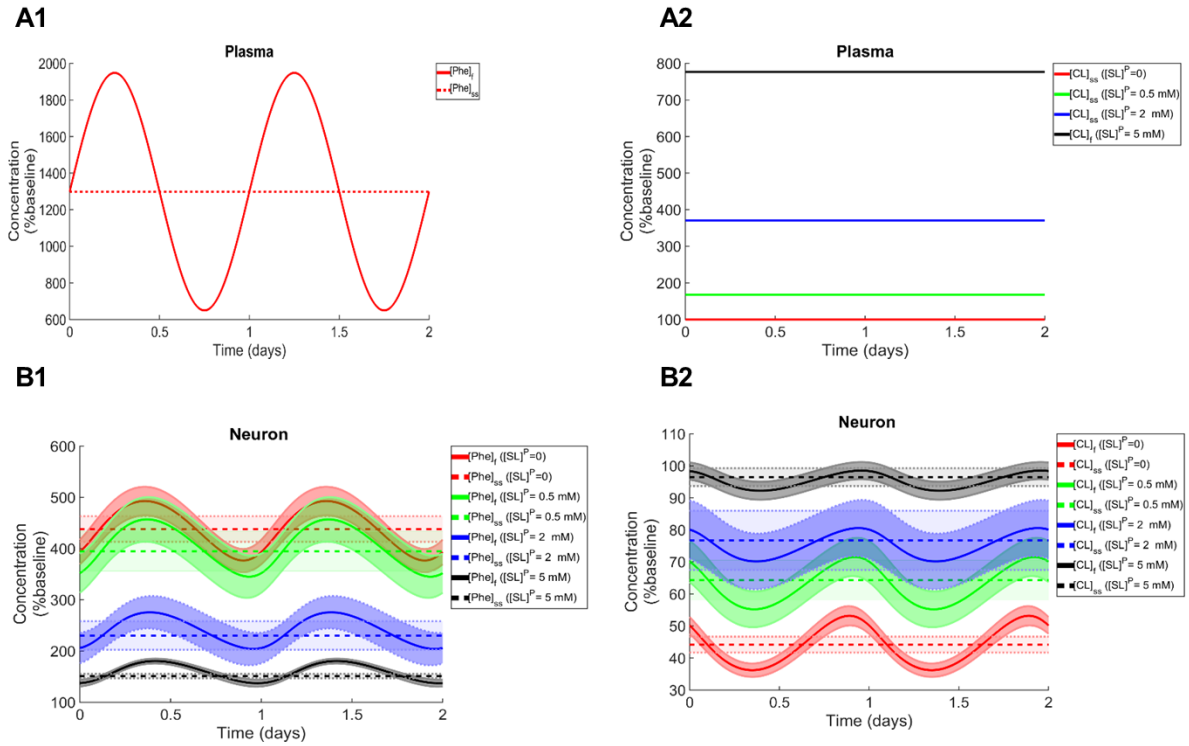 A1
Plasma
Concentration
(%baseline)
2000
1800
1600
1400
1200
1000
800
600
0
0.5
1
1.5
2
Time (days)
[Phe]f
[Phe]ss
A2
Plasma
Concentration
(%baseline)
800
700
600
500
400
300
200
100
0
0.5
1
1.5
2
Time (days)
[CL]ss ([SL]P=0)
[CL]ss ([SL]P= 0.5 mM)
[CL]ss ([SL]P= 2 mM)
[CL]f ([SL]P= 5 mM)
B1
Neuron
Concentration
(%baseline)
600
500
400
300
200
100
0
0.5
1
1.5
2
Time (days)
[Phe]f ([SL]P=0)
[Phe]ss ([SL]P=0)
[Phe]f ([SL]P= 0.5 mM)
[Phe]ss ([SL]P= 0.5 mM)
[Phe]f ([SL]P= 2 mM)
[Phe]ss ([SL]P= 2 mM)
[Phe]f ([SL]P= 5 mM)
[Phe]ss ([SL]P= 5 mM)
B2
Neuron
Concentration
(%baseline)
110
100
90
80
70
60
50
40
30
0
0.5
1
1.5
2
Time (days)
[CL]f ([SL]P=0)
[CL]ss ([SL]P=0)
[CL]f ([SL]P= 0.5 mM)
[CL]ss ([SL]P= 0.5 mM)
[CL]f ([SL]P= 2 mM)
[CL]ss ([SL]P= 2 mM)
[CL]f ([SL]P= 5 mM)
[CL]ss ([SL]P= 5 mM)